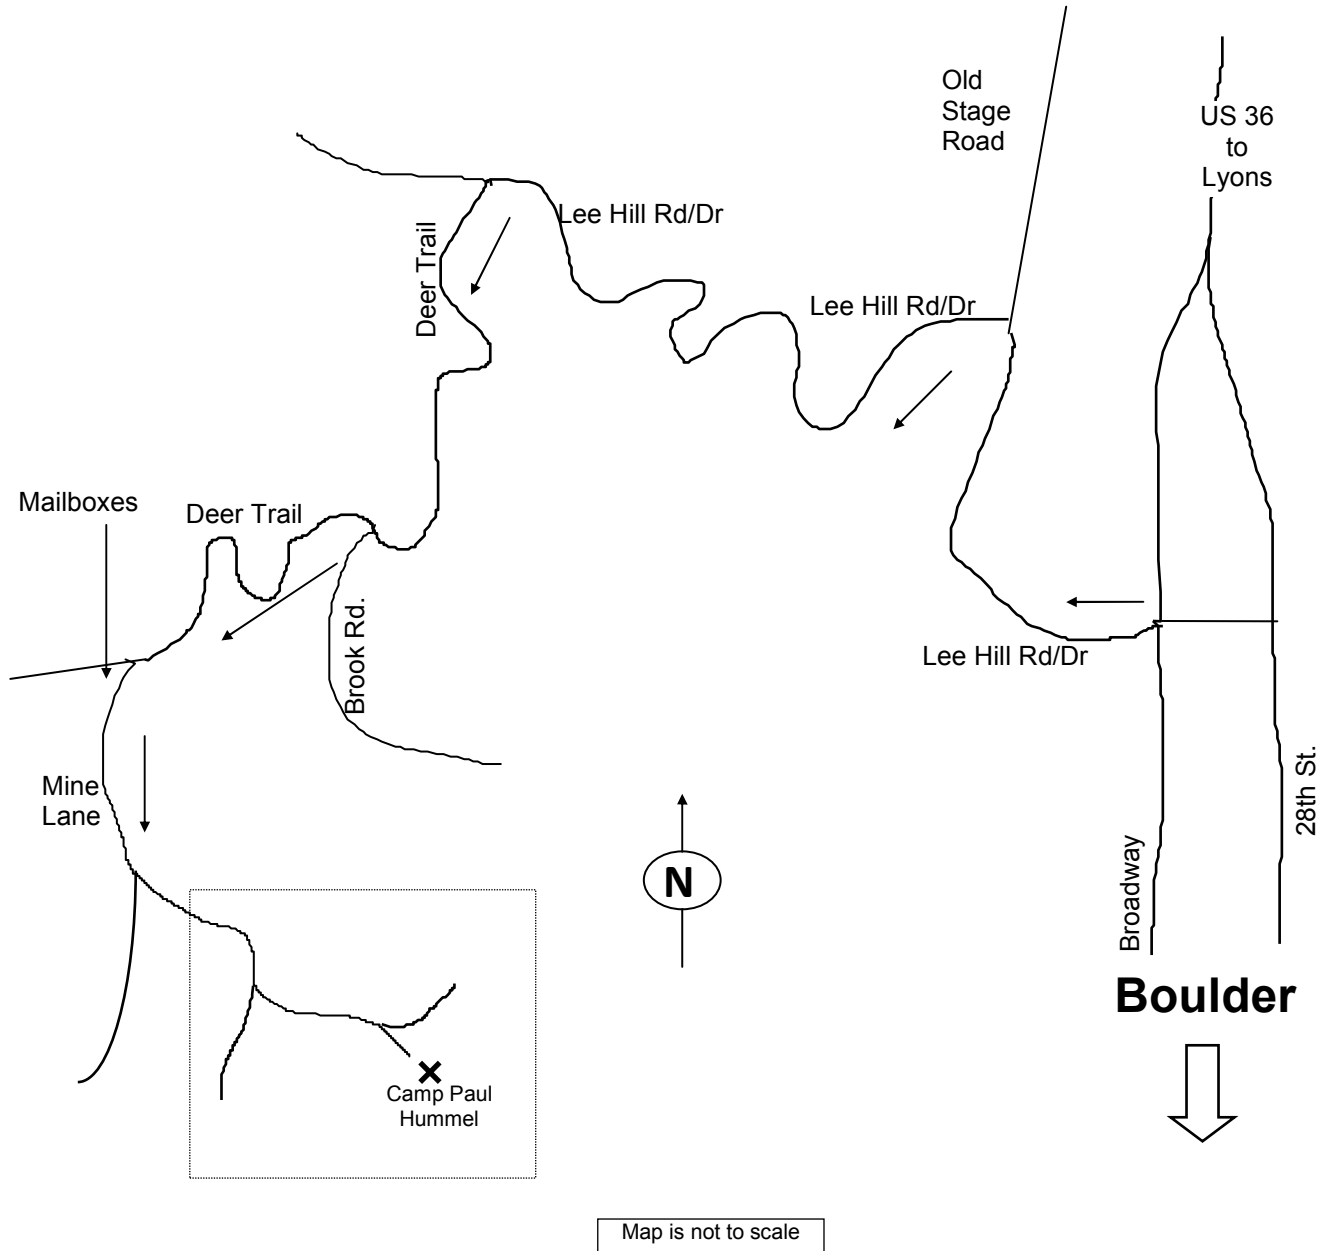 Old
Stage
Road
US 36
to
Lyons
Lee Hill Rd/Dr
Deer Trail
Lee Hill Rd/Dr
Mailboxes
Deer Trail
Brook Rd.
Lee Hill Rd/Dr
Mine
Lane
28th St.
Broadway
N
Boulder
Camp Paul
Hummel
Map is not to scale